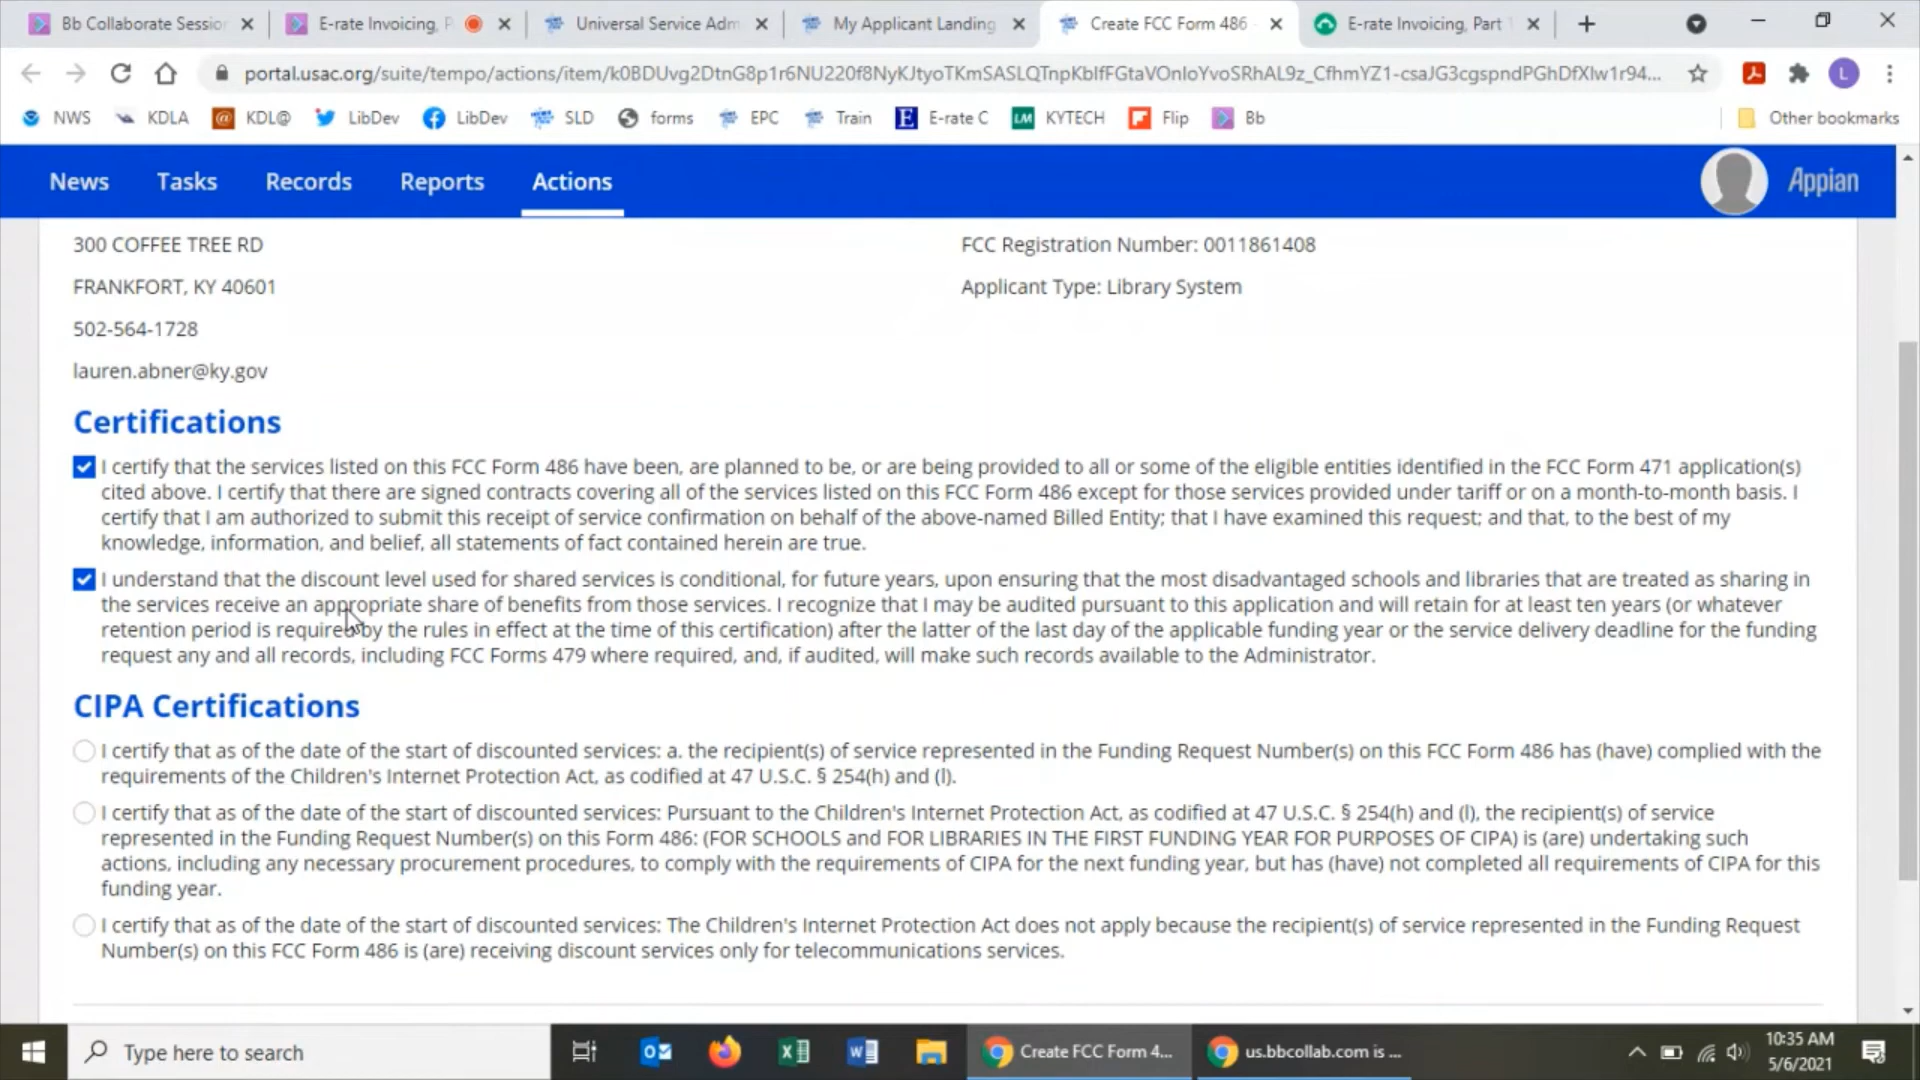 Bb Collaborate Session
E-rate Invoicing, P
Universal Service Adm
My Applicant Landing
Create FCC Form 486
E-rate Invoicing, Part 1
portal.usac.org/suite/tempo/actions/item/k0BDUvg2DtnG8p1r6NU220f8NyKJtyoTKmSASLQTnpKbIfFGtaVOnIoYvoSRhAL9z_CfhmYZ1-csaJG3cgspndPGhDfXlw1r94...
L
NWS
KDLA
KDL@
LibDev
LibDev
SLD
forms
EPC
Train
E-rate C
LM KYTECH
Flip
Bb
Other bookmarks
News
Tasks
Records
Reports
Actions
Appian
300 COFFEE TREE RD
FCC Registration Number: 0011861408
FRANKFORT, KY 40601
Applicant Type: Library System
502-564-1728
lauren.abner@ky.gov
Certifications
I certify that the services listed on this FCC Form 486 have been, are planned to be, or are being provided to all or some of the eligible entities identified in the FCC Form 471 application(s)
cited above. I certify that there are signed contracts covering all of the services listed on this FCC Form 486 except for those services provided under tariff or on a month-to-month basis. I
certify that I am authorized to submit this receipt of service confirmation on behalf of the above-named Billed Entity; that I have examined this request; and that, to the best of my
knowledge, information, and belief, all statements of fact contained herein are true.
I understand that the discount level used for shared services is conditional, for future years, upon ensuring that the most disadvantaged schools and libraries that are treated as sharing in
the services receive an appropriate share of benefits from those services. I recognize that I may be audited pursuant to this application and will retain for at least ten years (or whatever
retention period is required by the rules in effect at the time of this certification) after the latter of the last day of the applicable funding year or the service delivery deadline for the funding
request any and all records, including FCC Forms 479 where required, and, if audited, will make such records available to the Administrator.
CIPA Certifications
I certify that as of the date of the start of discounted services: a. the recipient(s) of service represented in the Funding Request Number(s) on this FCC Form 486 has (have) complied with the
requirements of the Children's Internet Protection Act, as codified at 47 U.S.C. § 254(h) and (l).
I certify that as of the date of the start of discounted services: Pursuant to the Children's Internet Protection Act, as codified at 47 U.S.C. § 254(h) and (l), the recipient(s) of service
represented in the Funding Request Number(s) on this Form 486: (FOR SCHOOLS and FOR LIBRARIES IN THE FIRST FUNDING YEAR FOR PURPOSES OF CIPA) is (are) undertaking such
actions, including any necessary procurement procedures, to comply with the requirements of CIPA for the next funding year, but has (have) not completed all requirements of CIPA for this
funding year.
I certify that as of the date of the start of discounted services: The Children's Internet Protection Act does not apply because the recipient(s) of service represented in the Funding Request
Number(s) on this FCC Form 486 is (are) receiving discount services only for telecommunications services.
Type here to search
Create FCC Form 4...
us.bbcollab.com is ...
10:35 AM
5/6/2021